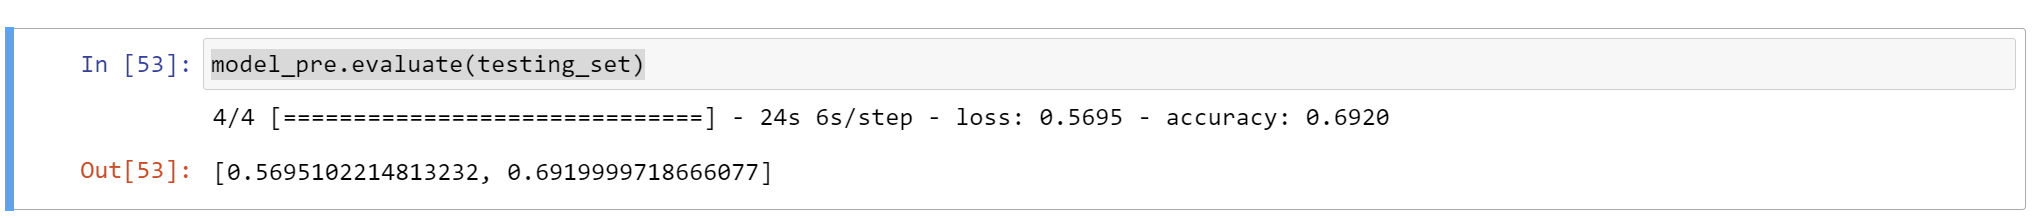 In [53]: model_pre.evaluate(testing_set)
4/4 [==============================] - 24s 6s/step - loss: 0.5695 - accuracy: 0.6920
Out[53]: [0.5695102214813232, 0.6919999718666077]